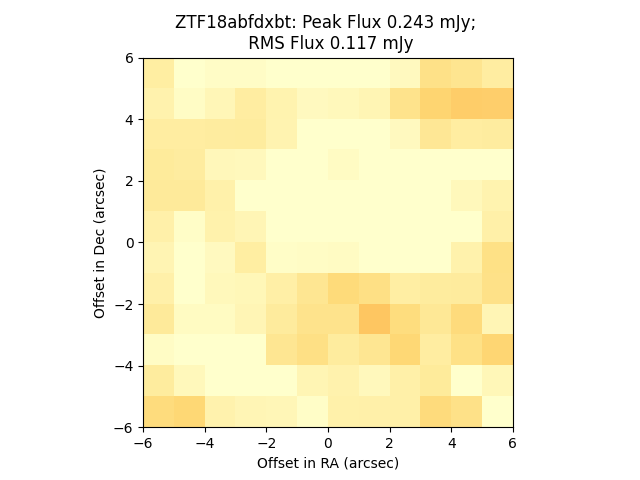 ZTF18abfdxbt: Peak Flux 0.243 mJy;
RMS Flux 0.117 mJy
6
4
2
0
−2
−4
−6
Offset in Dec (arcsec)
−6 −4 −2 0 2 4 6
Offset in RA (arcsec)